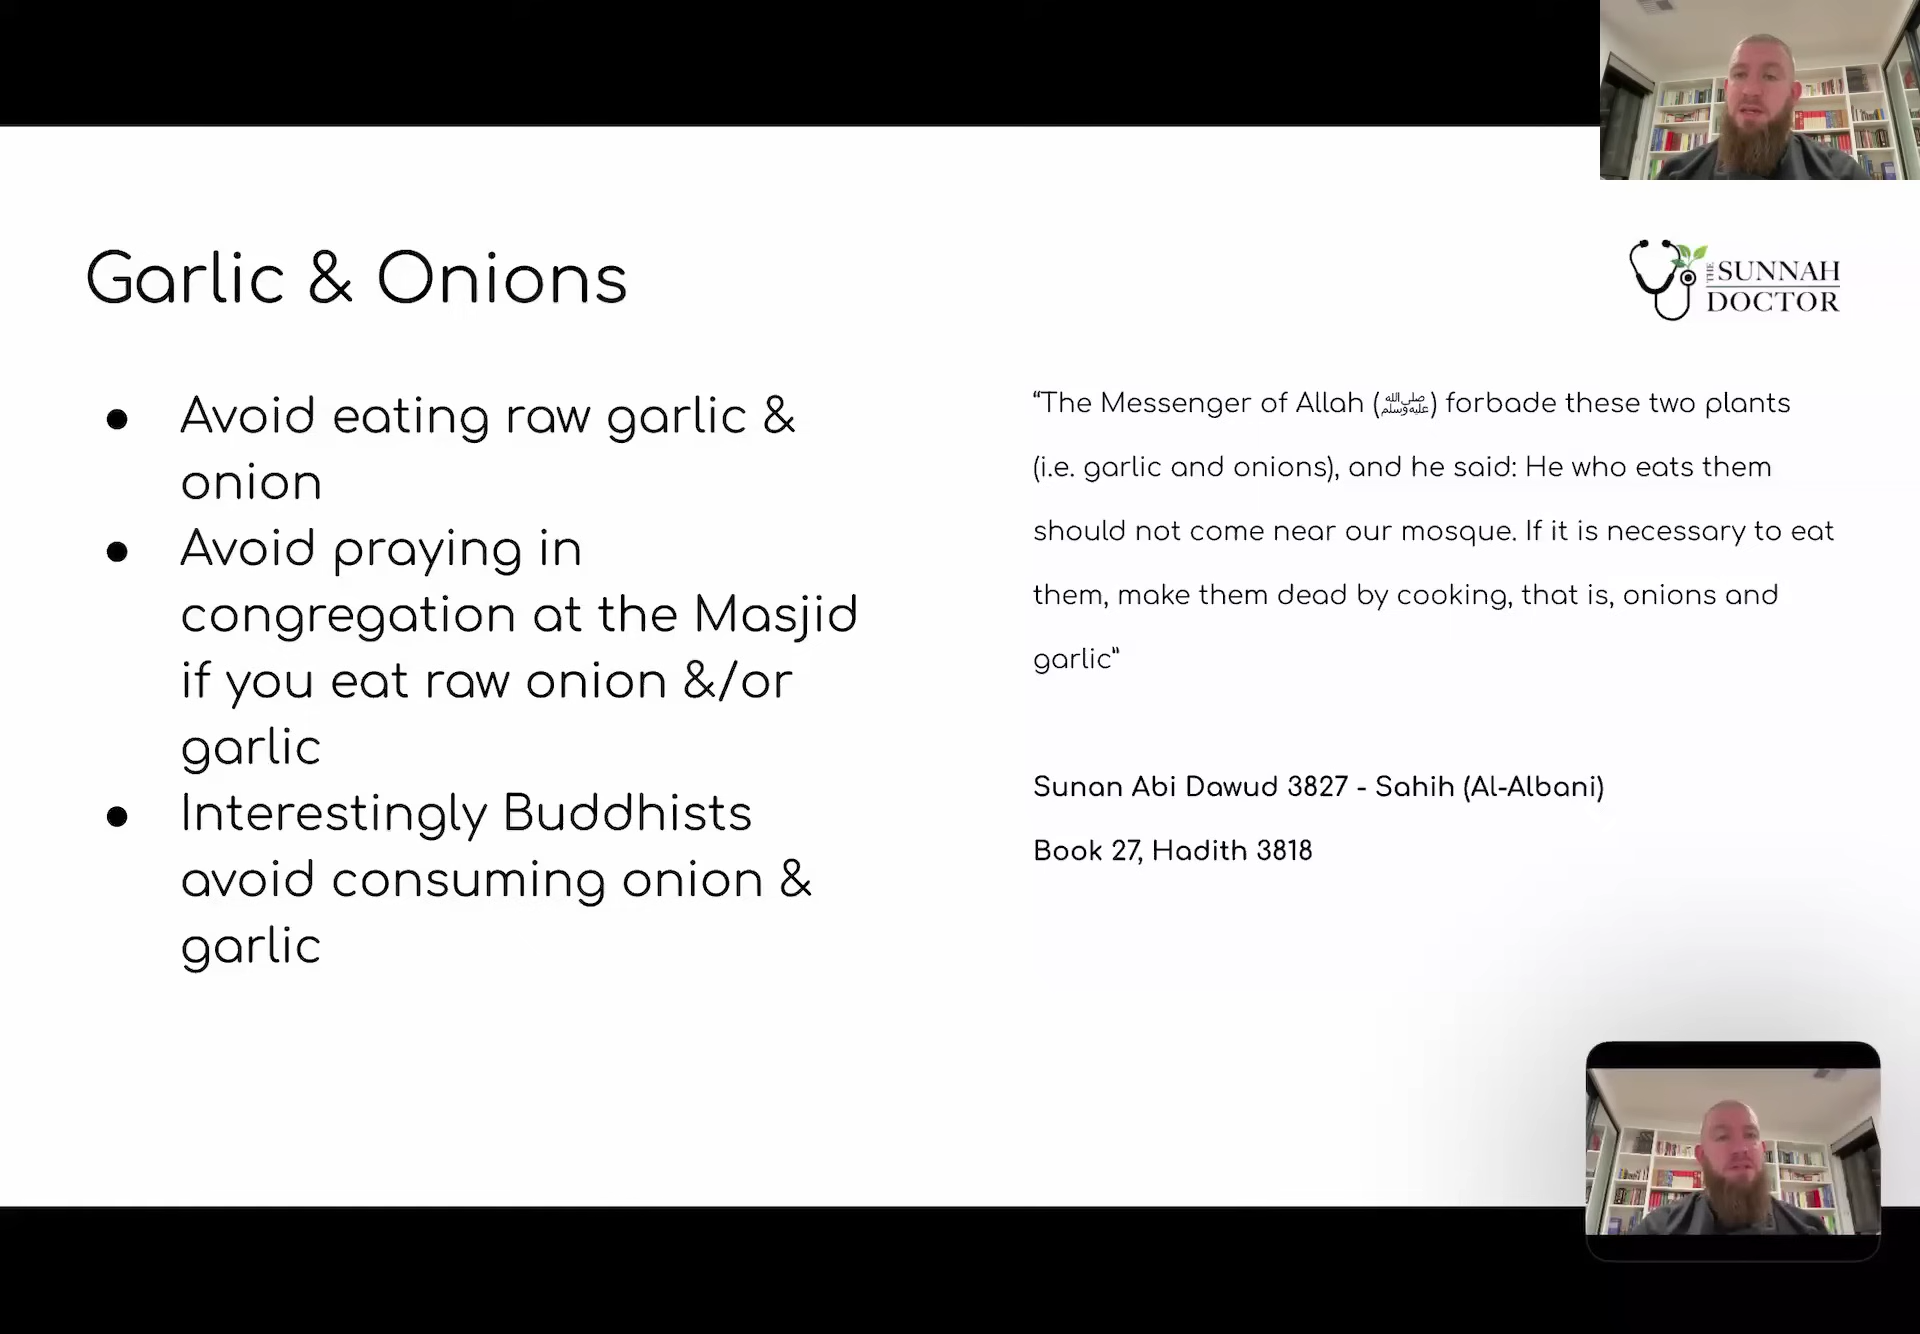 Garlic & Onions
THE SUNNAH
DOCTOR
● Avoid eating raw garlic &
onion
● Avoid praying in
congregation at the Masjid
if you eat raw onion &/or
garlic
● Interestingly Buddhists
avoid consuming onion &
garlic
“The Messenger of Allah (ﷺ) forbade these two plants
(i.e. garlic and onions), and he said: He who eats them
should not come near our mosque. If it is necessary to eat
them, make them dead by cooking, that is, onions and
garlic”
Sunan Abi Dawud 3827 - Sahih (Al-Albani)
Book 27, Hadith 3818